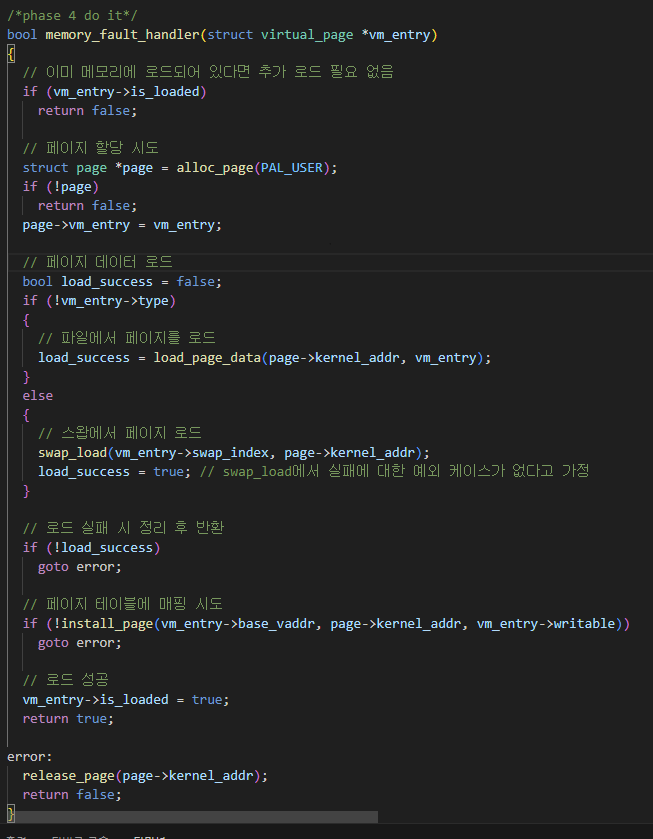 /*phase 4 do it*/
bool memory_fault_handler(struct virtual_page *vm_entry)
{
  // 이미 메모리에 로드되어 있다면 추가 로드 필요 없음
  if (vm_entry->is_loaded)
    return false;

  // 페이지 할당 시도
  struct page *page = alloc_page(PAL_USER);
  if (!page)
    return false;
  page->vm_entry = vm_entry;

  // 페이지 데이터 로드
  bool load_success = false;
  if (!vm_entry->type)
  {
    // 파일에서 페이지를 로드
    load_success = load_page_data(page->kernel_addr, vm_entry);
  }
  else
  {
    // 스왑에서 페이지 로드
    swap_load(vm_entry->swap_index, page->kernel_addr);
    load_success = true; // swap_load에서 실패에 대한 예외 케이스가 없다고 가정
  }

  // 로드 실패 시 정리 후 반환
  if (!load_success)
    goto error;

  // 페이지 테이블에 매핑 시도
  if (!install_page(vm_entry->base_vaddr, page->kernel_addr, vm_entry->writable))
    goto error;

  // 로드 성공
  vm_entry->is_loaded = true;
  return true;

error:
  release_page(page->kernel_addr);
  return false;
}